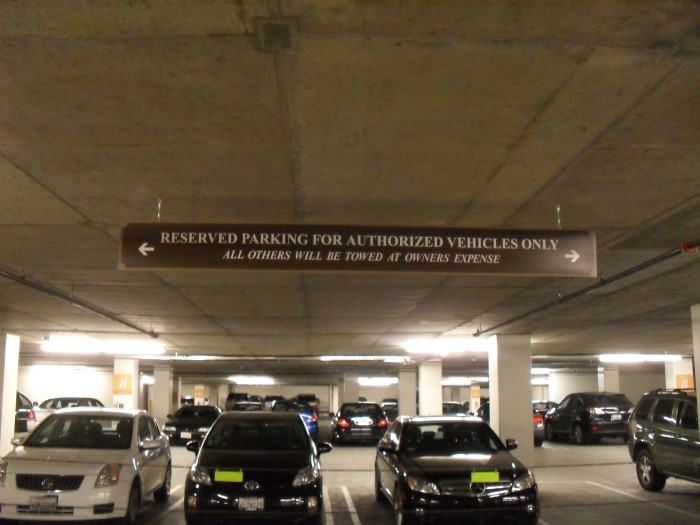 RESERVED PARKING FOR AUTHORIZED VEHICLES ONLY
ALL OTHERS WILL BE TOWED AT OWNERS EXPENSE